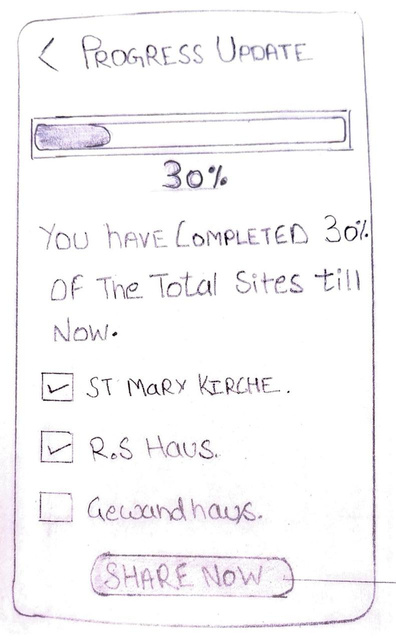 < PROGRESS UPDATE
30%
YOU HAVE COMPLETED 30%
OF The Total Sites till
Now.
ST MARY KIRCHE.
R.S Haus.
Gewandhays.
SHARE NOW